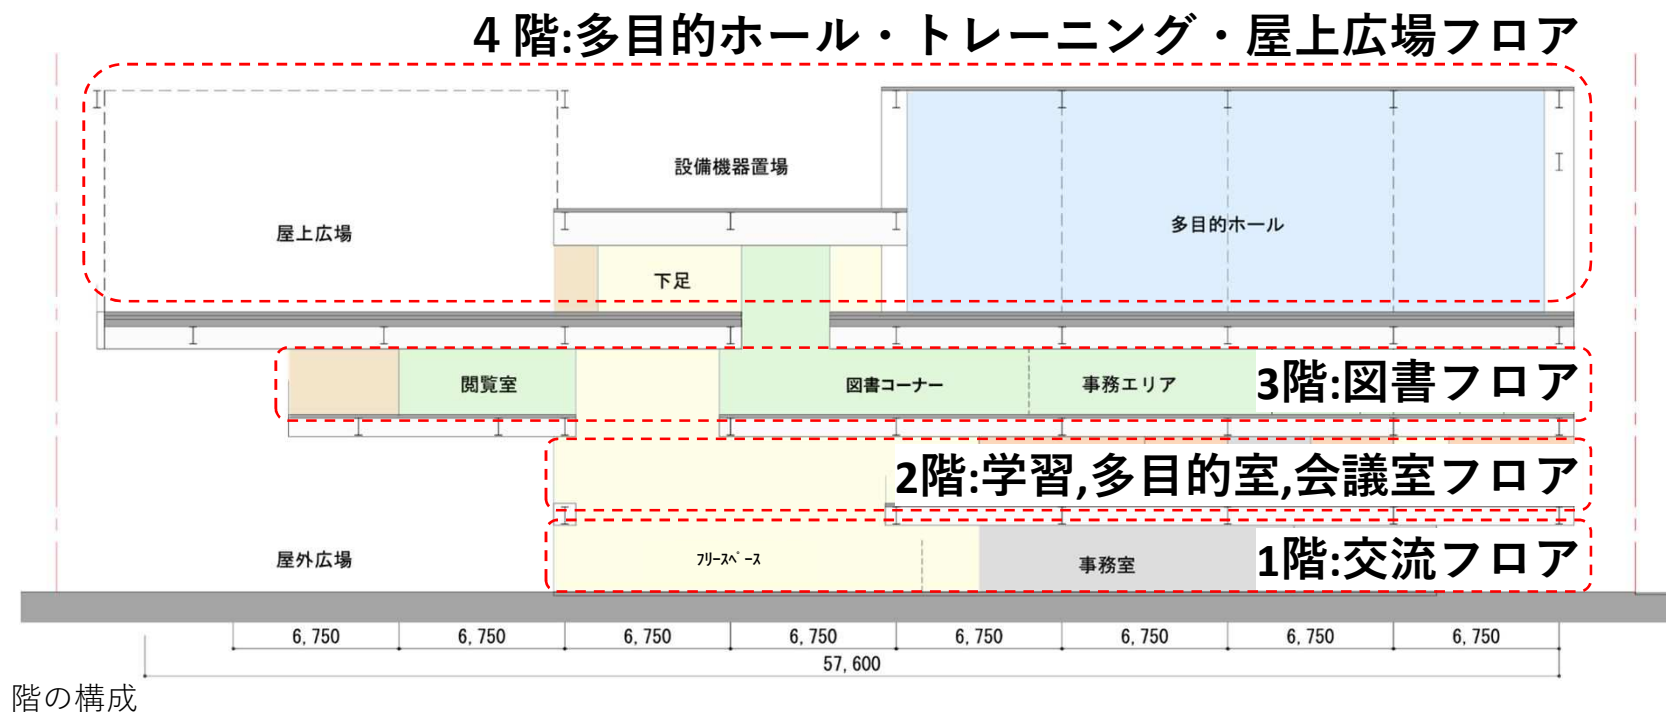 4階:多目的ホール・トレーニング・屋上広場フロア
設備機器置場
屋上広場
多目的ホール
下足
閲覧室
図書コーナー
事務エリア
3階:図書フロア
2階:学習,多目的室,会議室フロア
屋外広場
ﾌﾘｰｽﾍﾟｰｽ
事務室
1階:交流フロア
6,750 6,750 6,750 6,750 6,750 6,750 6,750 6,750
57,600
階の構成